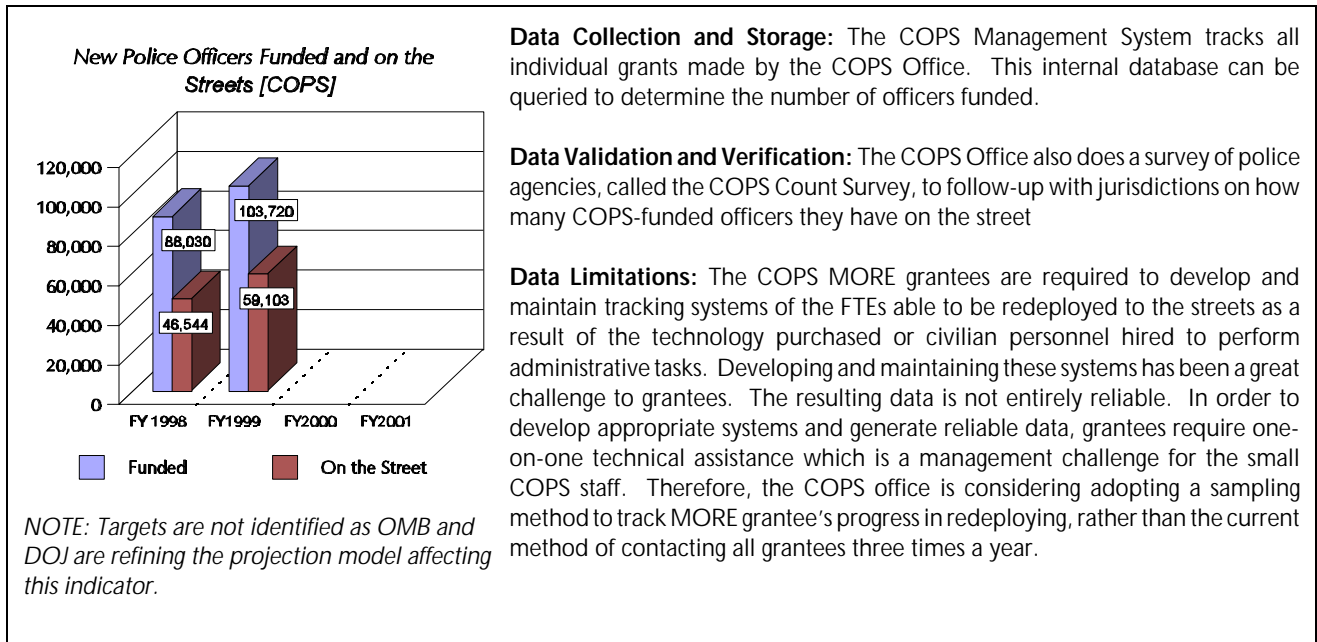 New Police Officers Funded and on the
Streets [COPS]
120,000
100,000
80,000
60,000
40,000
20,000
0
88,030
103,720
46,544
59,103
FY 1998 FY1999 FY2000 FY2001
Funded On the Street
NOTE: Targets are not identified as OMB and
DOJ are refining the projection model affecting
this indicator.
Data Collection and Storage: The COPS Management System tracks all
individual grants made by the COPS Office. This internal database can be
queried to determine the number of officers funded.
Data Validation and Verification: The COPS Office also does a survey of police
agencies, called the COPS Count Survey, to follow-up with jurisdictions on how
many COPS-funded officers they have on the street
Data Limitations: The COPS MORE grantees are required to develop and
maintain tracking systems of the FTEs able to be redeployed to the streets as a
result of the technology purchased or civilian personnel hired to perform
administrative tasks. Developing and maintaining these systems has been a great
challenge to grantees. The resulting data is not entirely reliable. In order to
develop appropriate systems and generate reliable data, grantees require one-
on-one technical assistance which is a management challenge for the small
COPS staff. Therefore, the COPS office is considering adopting a sampling
method to track MORE grantee's progress in redeploying, rather than the current
method of contacting all grantees three times a year.